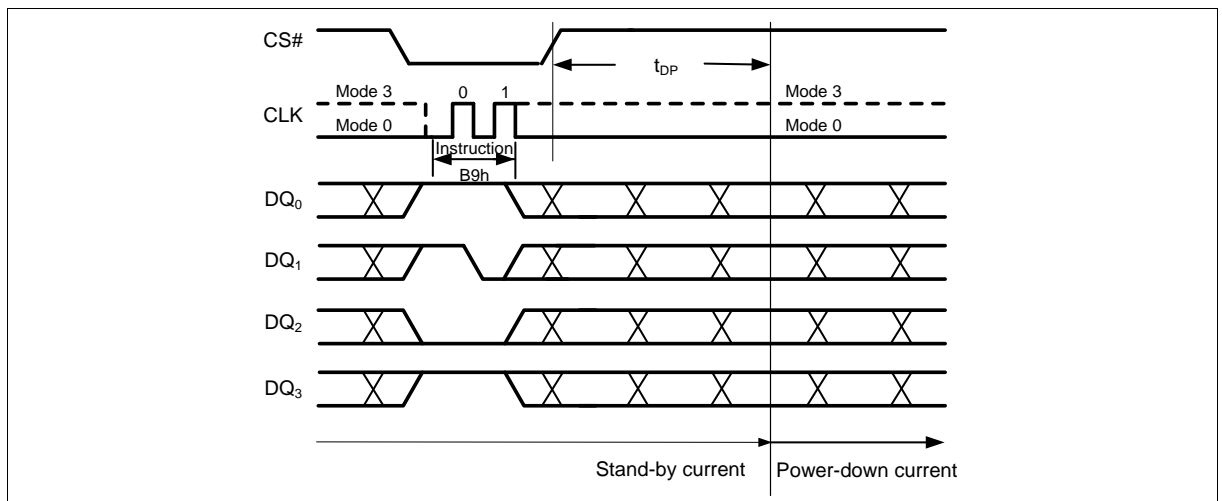 CS#
tDP
Mode 3
0
1
Mode 3
CLK
Mode 0
Mode 0
Instruction
B9h
DQ0
DQ1
DQ2
DQ3
Stand-by current
Power-down current